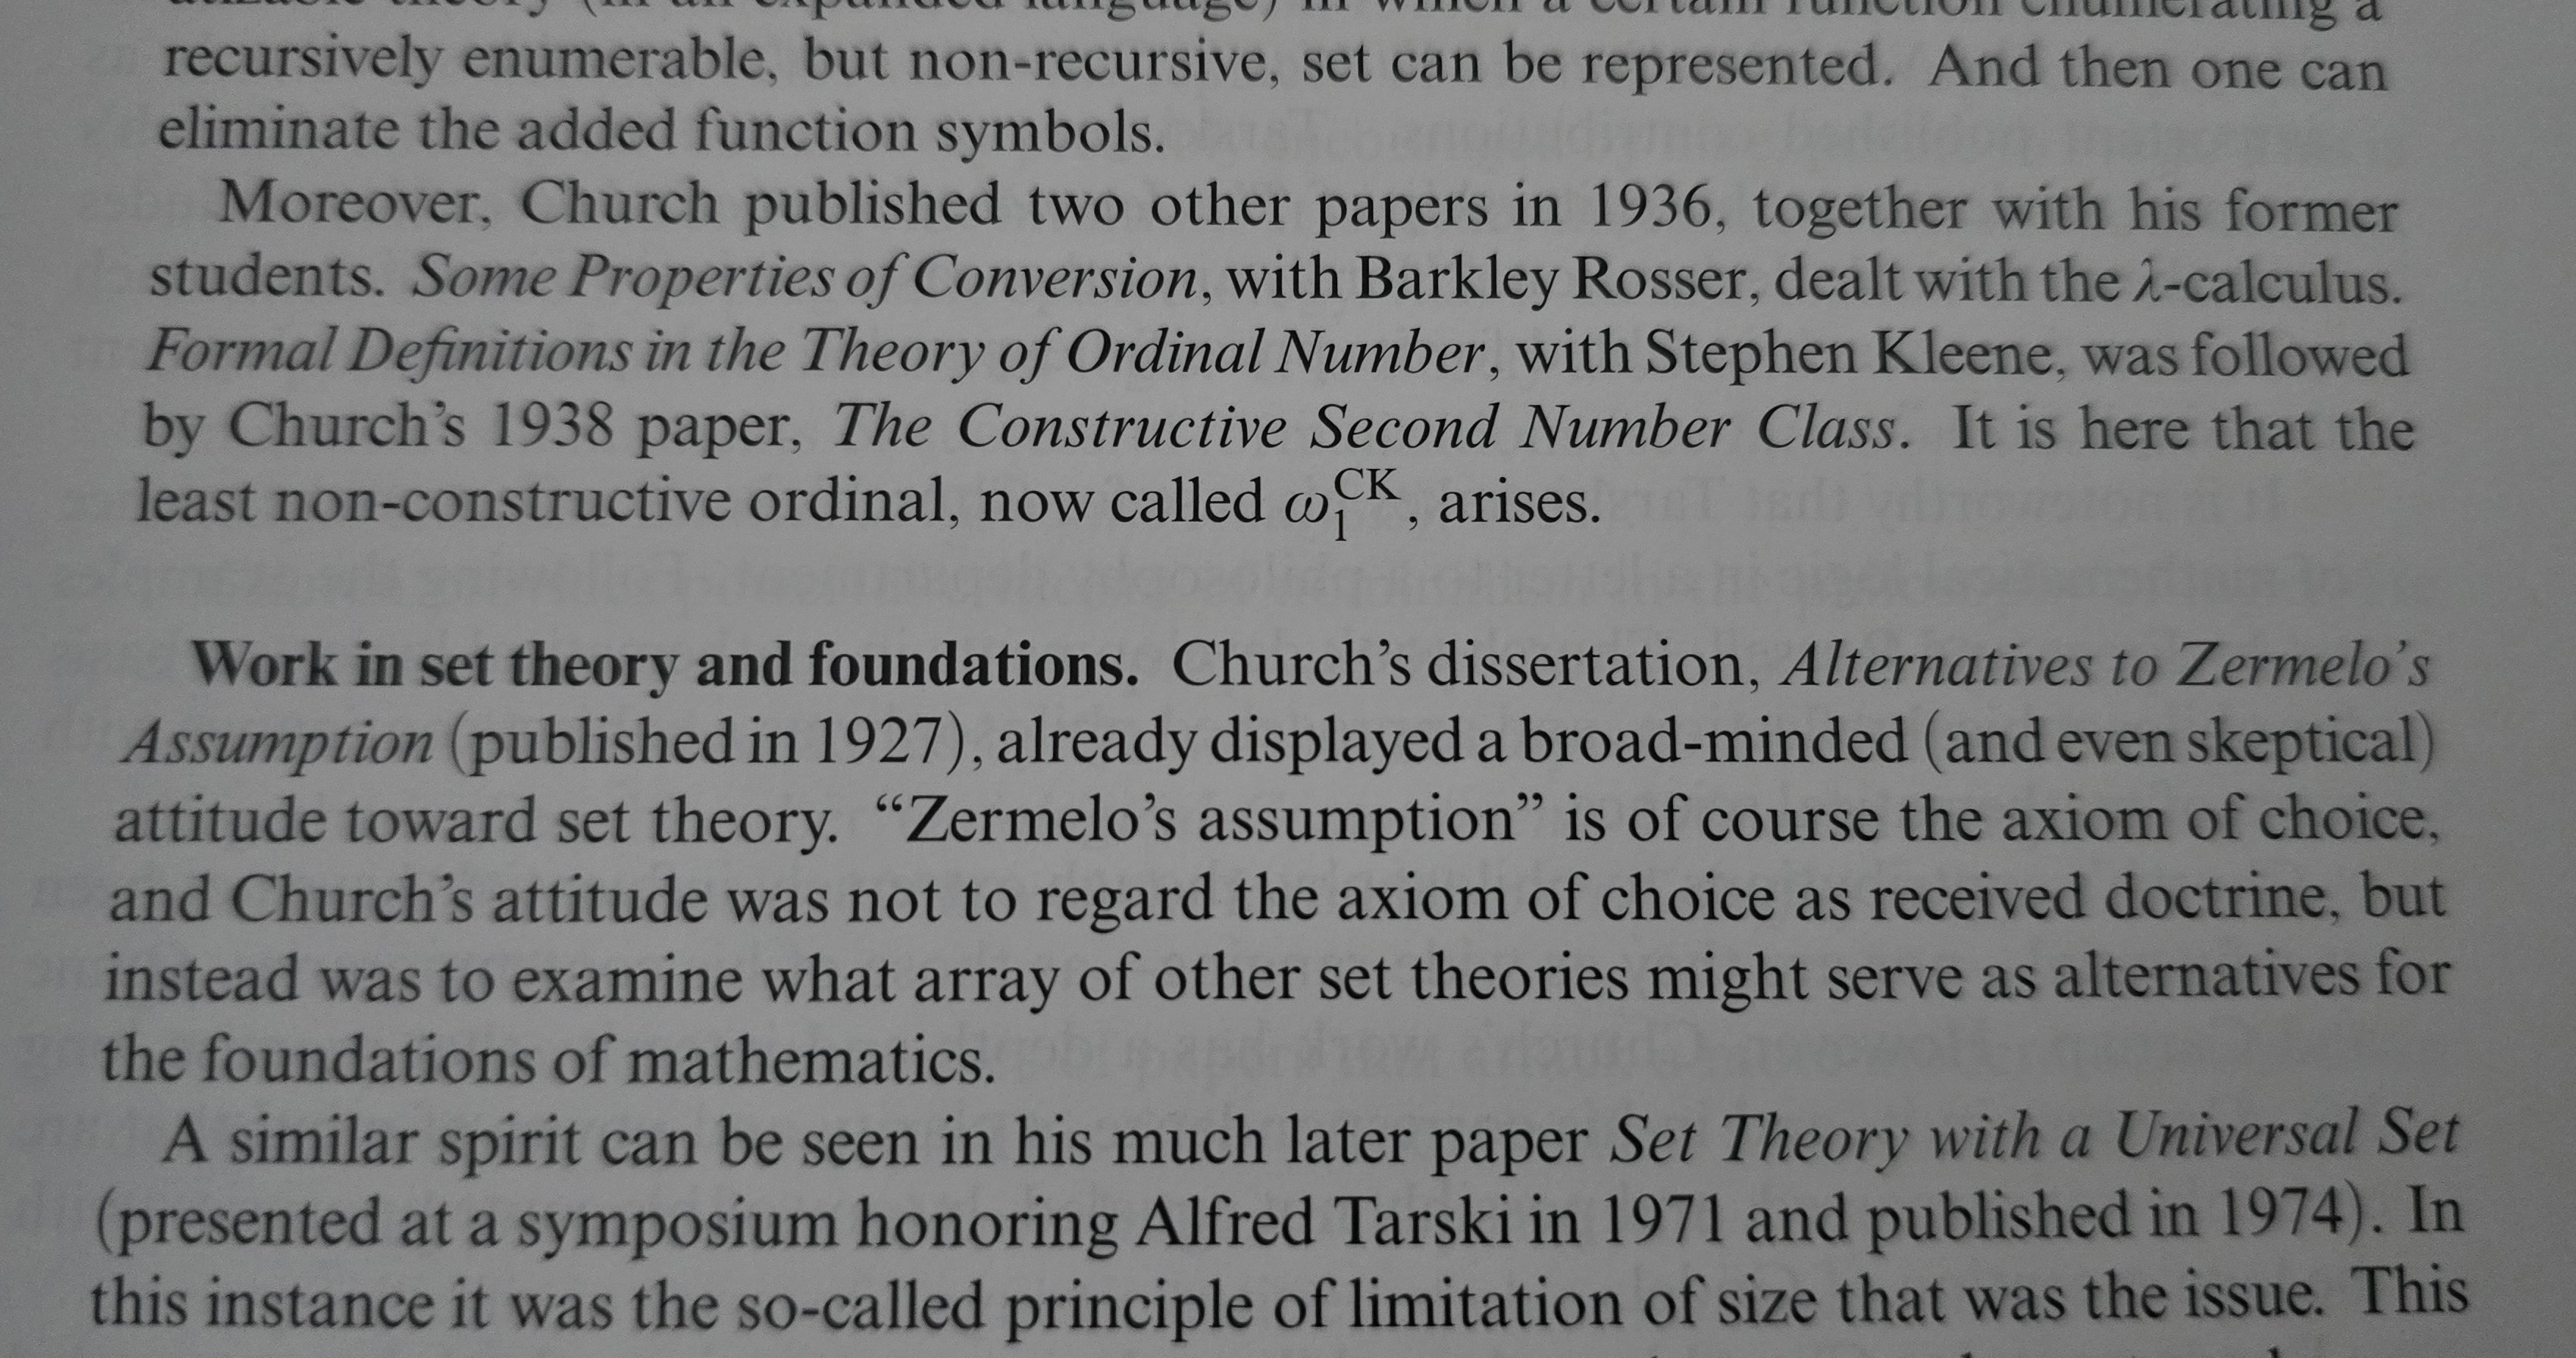 theory (in an expanded language) in which a certain function enumerating a
recursively enumerable, but non-recursive, set can be represented. And then one can
eliminate the added function symbols.
Moreover, Church published two other papers in 1936, together with his former
students. Some Properties of Conversion, with Barkley Rosser, dealt with the λ-calculus.
Formal Definitions in the Theory of Ordinal Number, with Stephen Kleene, was followed
by Church’s 1938 paper, The Constructive Second Number Class. It is here that the
least non-constructive ordinal, now called ω₁ᶜᴷ, arises.
Work in set theory and foundations. Church’s dissertation, Alternatives to Zermelo’s
Assumption (published in 1927), already displayed a broad-minded (and even skeptical)
attitude toward set theory. “Zermelo’s assumption” is of course the axiom of choice,
and Church’s attitude was not to regard the axiom of choice as received doctrine, but
instead was to examine what array of other set theories might serve as alternatives for
the foundations of mathematics.
A similar spirit can be seen in his much later paper Set Theory with a Universal Set
(presented at a symposium honoring Alfred Tarski in 1971 and published in 1974). In
this instance it was the so-called principle of limitation of size that was the issue. This